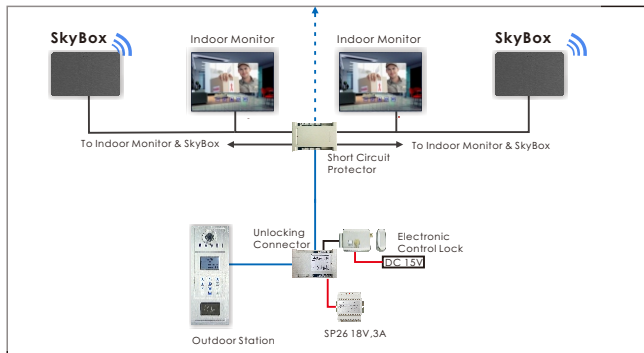 SkyBox
Indoor Monitor
Indoor Monitor
SkyBox
To Indoor Monitor & SkyBox
To Indoor Monitor & SkyBox
Short Circuit
Protector
Unlocking
Connector
Electronic
Control Lock
DC 15V
Outdoor Station
SP26 18V,3A